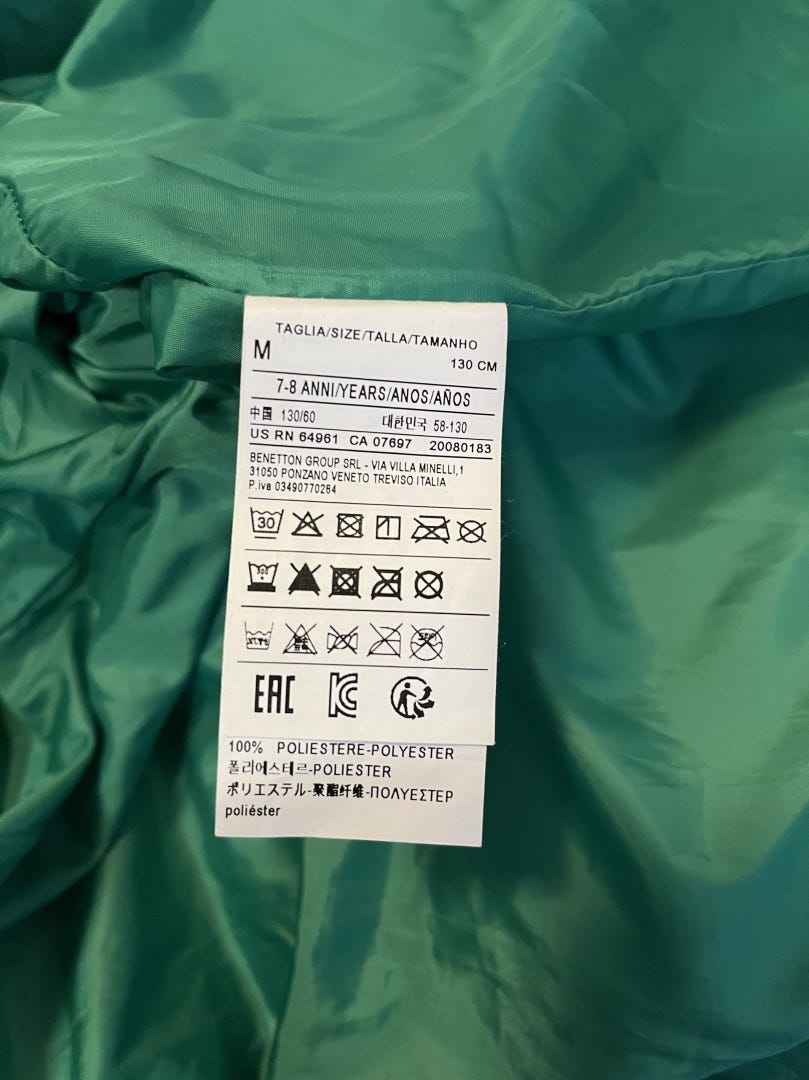 TAGLIA/SIZE/TALLA/TAMANHO
M 130 CM
7-8 ANNI/YEARS/ANOS/AÑOS
中国 130/60 대한민국 58-130
US RN 64961 CA 07697 20080183
BENETTON GROUP SRL - VIA VILLA MINELLI,1
31050 PONZANO VENETO TREVISO ITALIA
P.iva 03490770264
30
EAC
100% POLIESTERE-POLYESTER
폴리에스테르-POLIESTER
ポリエステル-聚酯纤维-ΠΟΛΥΕΣΤΕΡ
poliéster